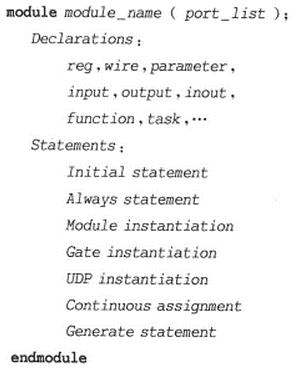 module module_name ( port_list );
Declarations:
reg, wire, parameter,
input, output, inout,
function, task, …
Statements:
Initial statement
Always statement
Module instantiation
Gate instantiation
UDP instantiation
Continuous assignment
Generate statement
endmodule